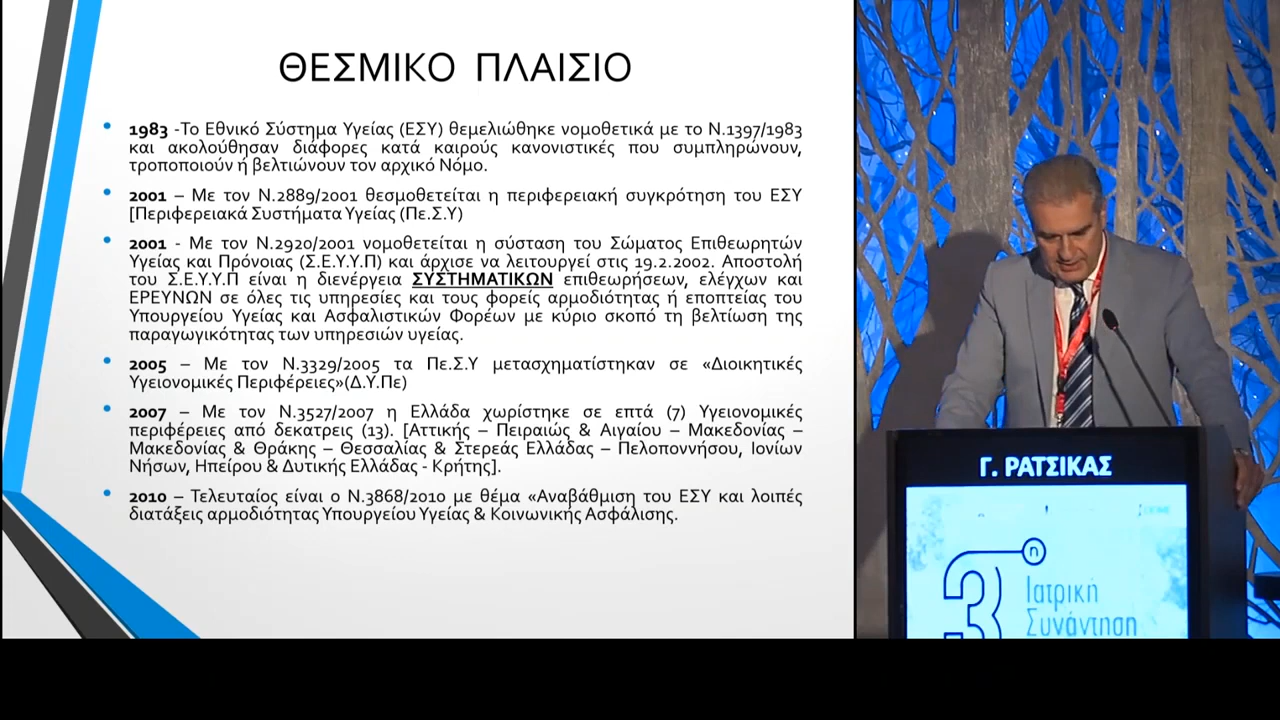 ΘΕΣΜΙΚΟ ΠΛΑΙΣΙΟ
• 1983 -Το Εθνικό Σύστημα Υγείας (ΕΣΥ) θεμελιώθηκε νομοθετικά με το Ν.1397/1983
και ακολούθησαν διάφορες κατά καιρούς κανονιστικές που συμπληρώνουν,
τροποποιούν ή βελτιώνουν τον αρχικό Νόμο.
• 2001 – Με τον Ν.2889/2001 θεσμοθετείται η περιφερειακή συγκρότηση του ΕΣΥ
[Περιφερειακά Συστήματα Υγείας (Πε.Σ.Υ)
• 2001 - Με τον Ν.2920/2001 νομοθετείται η σύσταση του Σώματος Επιθεωρητών
Υγείας και Πρόνοιας (Σ.Ε.Υ.Υ.Π) και άρχισε να λειτουργεί στις 19.2.2002. Αποστολή
του Σ.Ε.Υ.Υ.Π είναι η διενέργεια ΣΥΣΤΗΜΑΤΙΚΩΝ επιθεωρήσεων, ελέγχων και
ΕΡΕΥΝΩΝ σε όλες τις υπηρεσίες και τους φορείς αρμοδιότητας ή εποπτείας του
Υπουργείου Υγείας και Ασφαλιστικών Φορέων με κύριο σκοπό τη βελτίωση της
παραγωγικότητας των υπηρεσιών υγείας.
• 2005 – Με τον Ν.3329/2005 τα Πε.Σ.Υ μετασχηματίστηκαν σε «Διοικητικές
Υγειονομικές Περιφέρειες»(Δ.Υ.Πε)
• 2007 – Με τον Ν.3527/2007 η Ελλάδα χωρίστηκε σε επτά (7) Υγειονομικές
περιφέρειες από δεκατρείς (13). [Αττικής – Πειραιώς & Αιγαίου – Μακεδονίας –
Μακεδονίας & Θράκης – Θεσσαλίας & Στερεάς Ελλάδας – Πελοποννήσου, Ιονίων
Νήσων, Ηπείρου & Δυτικής Ελλάδας - Κρήτης].
• 2010 – Τελευταίος είναι ο Ν.3868/2010 με θέμα «Αναβάθμιση του ΕΣΥ και λοιπές
διατάξεις αρμοδιότητας Υπουργείου Υγείας & Κοινωνικής Ασφάλισης.
Γ. ΡΑΤΣΙΚΑΣ
3η
Ιατρική
Συνάντηση